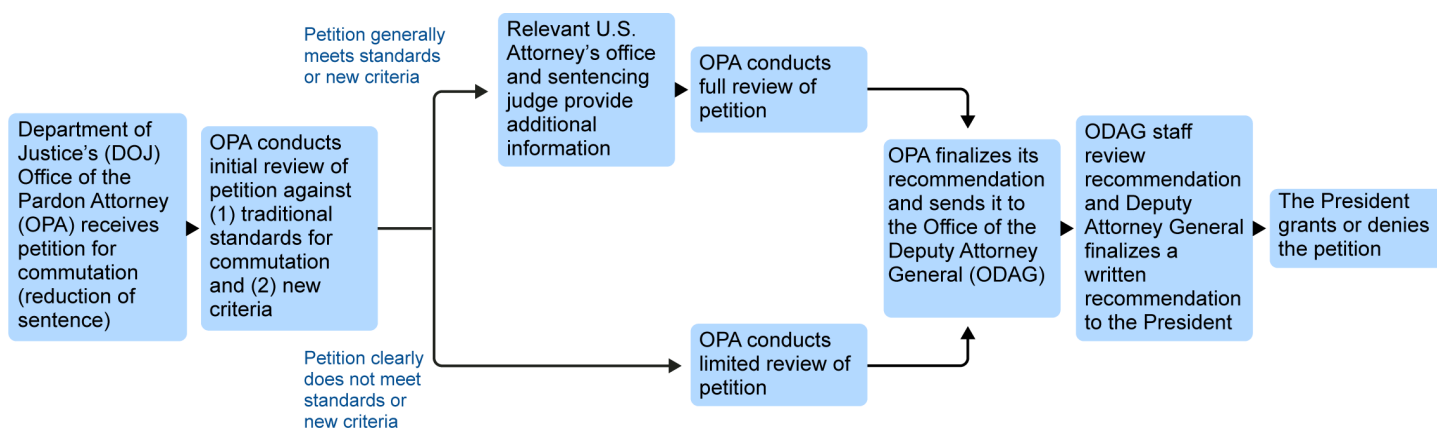 Department of
Justice's (DOJ)
Office of the
Pardon Attorney
(OPA) receives
petition for
commutation
(reduction of
sentence)
OPA conducts
initial review of
petition against
(1) traditional
standards for
commutation
and (2) new
criteria
Petition generally
meets standards
or new criteria
Relevant U.S.
Attorney's office
and sentencing
judge provide
additional
information
OPA conducts
full review of
petition
Petition clearly
does not meet
standards or
new criteria
OPA conducts
limited review of
petition
OPA finalizes its
recommendation
and sends it to
the Office of the
Deputy Attorney
General (ODAG)
ODAG staff
review
recommendation
and Deputy
Attorney General
finalizes a
written
recommendation
to the President
The President
grants or denies
the petition